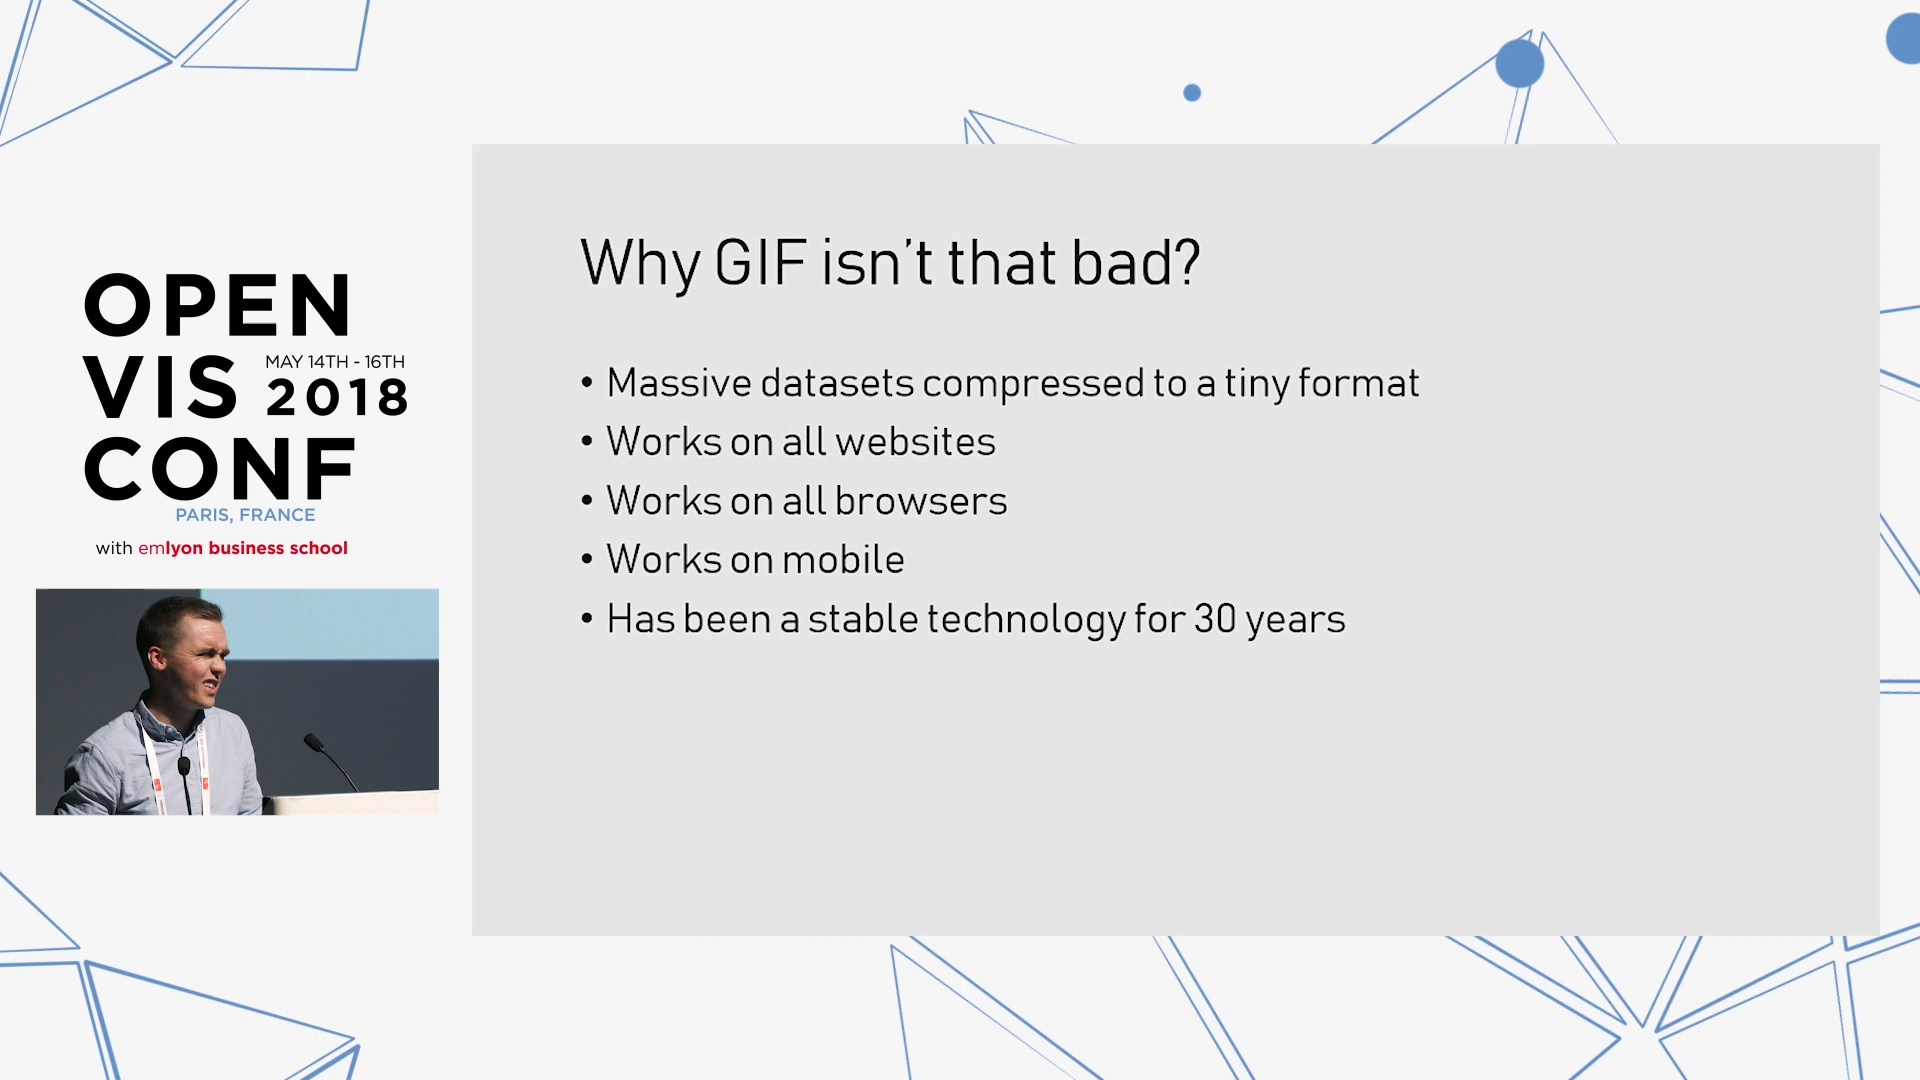 OPEN
VIS
MAY 14TH - 16TH
2018
CONF
PARIS, FRANCE
with emlyon business school
Why GIF isn't that bad?
• Massive datasets compressed to a tiny format
• Works on all websites
• Works on all browsers
• Works on mobile
• Has been a stable technology for 30 years